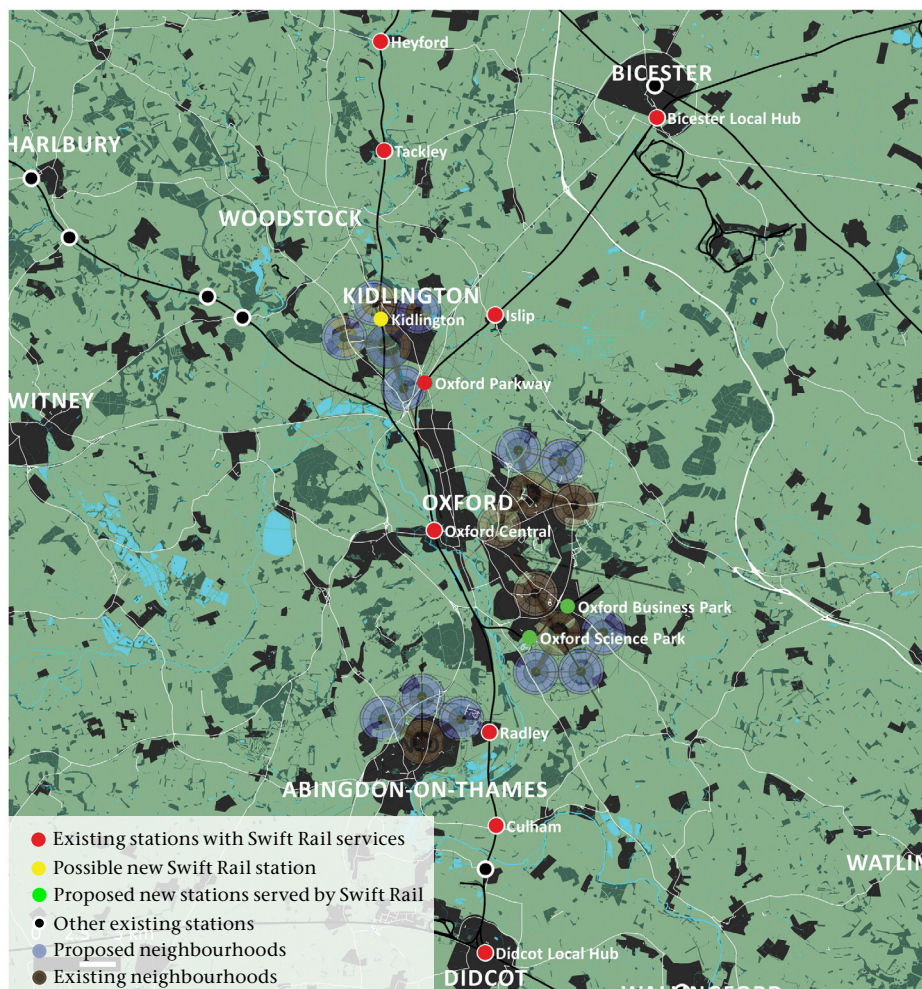 Heyford
BICESTER
Bicester Local Hub
HARLBURY
Tackley
WOODSTOCK
KIDLINGTON
Kidlington
Islip
Oxford Parkway
WITNEY
OXFORD
Oxford Central
Oxford Business Park
Oxford Science Park
Radley
ABINGDON-ON-THAMES
Culham
WATLIN
Didcot Local Hub
DIDCOT
Existing stations with Swift Rail services
Possible new Swift Rail station
Proposed new stations served by Swift Rail
Other existing stations
Proposed neighbourhoods
Existing neighbourhoods